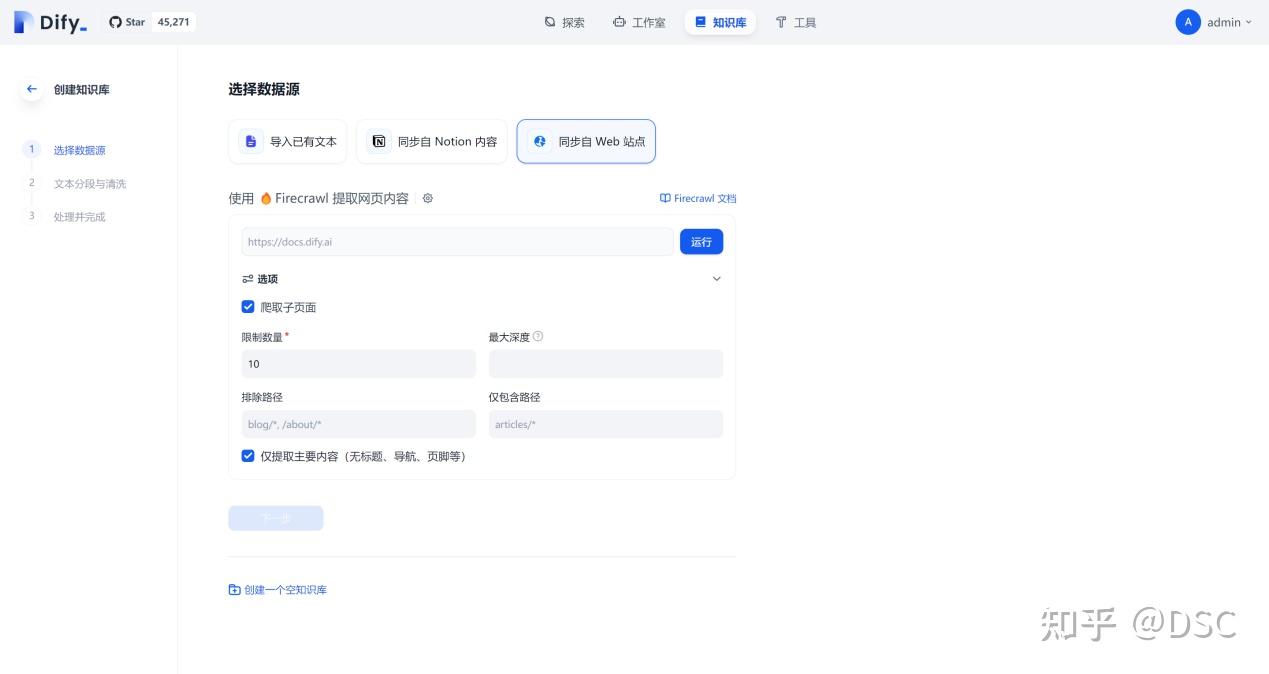 Dify_
Star 45,271
探索
工作室
知识库
工具
A admin
创建知识库
1 选择数据源
2 文本分段与清洗
3 处理并完成
选择数据源
导入已有文本
同步自 Notion 内容
同步自 Web 站点
使用 🔥Firecrawl 提取网页内容
Firecrawl 文档
https://docs.dify.ai
运行
选项
爬取子页面
限制数量*
最大深度
10
排除路径
仅包含路径
blog/*, /about/*
articles/*
仅提取主要内容（无标题、导航、页脚等）
下一步
创建一个空知识库
知乎 @DSC